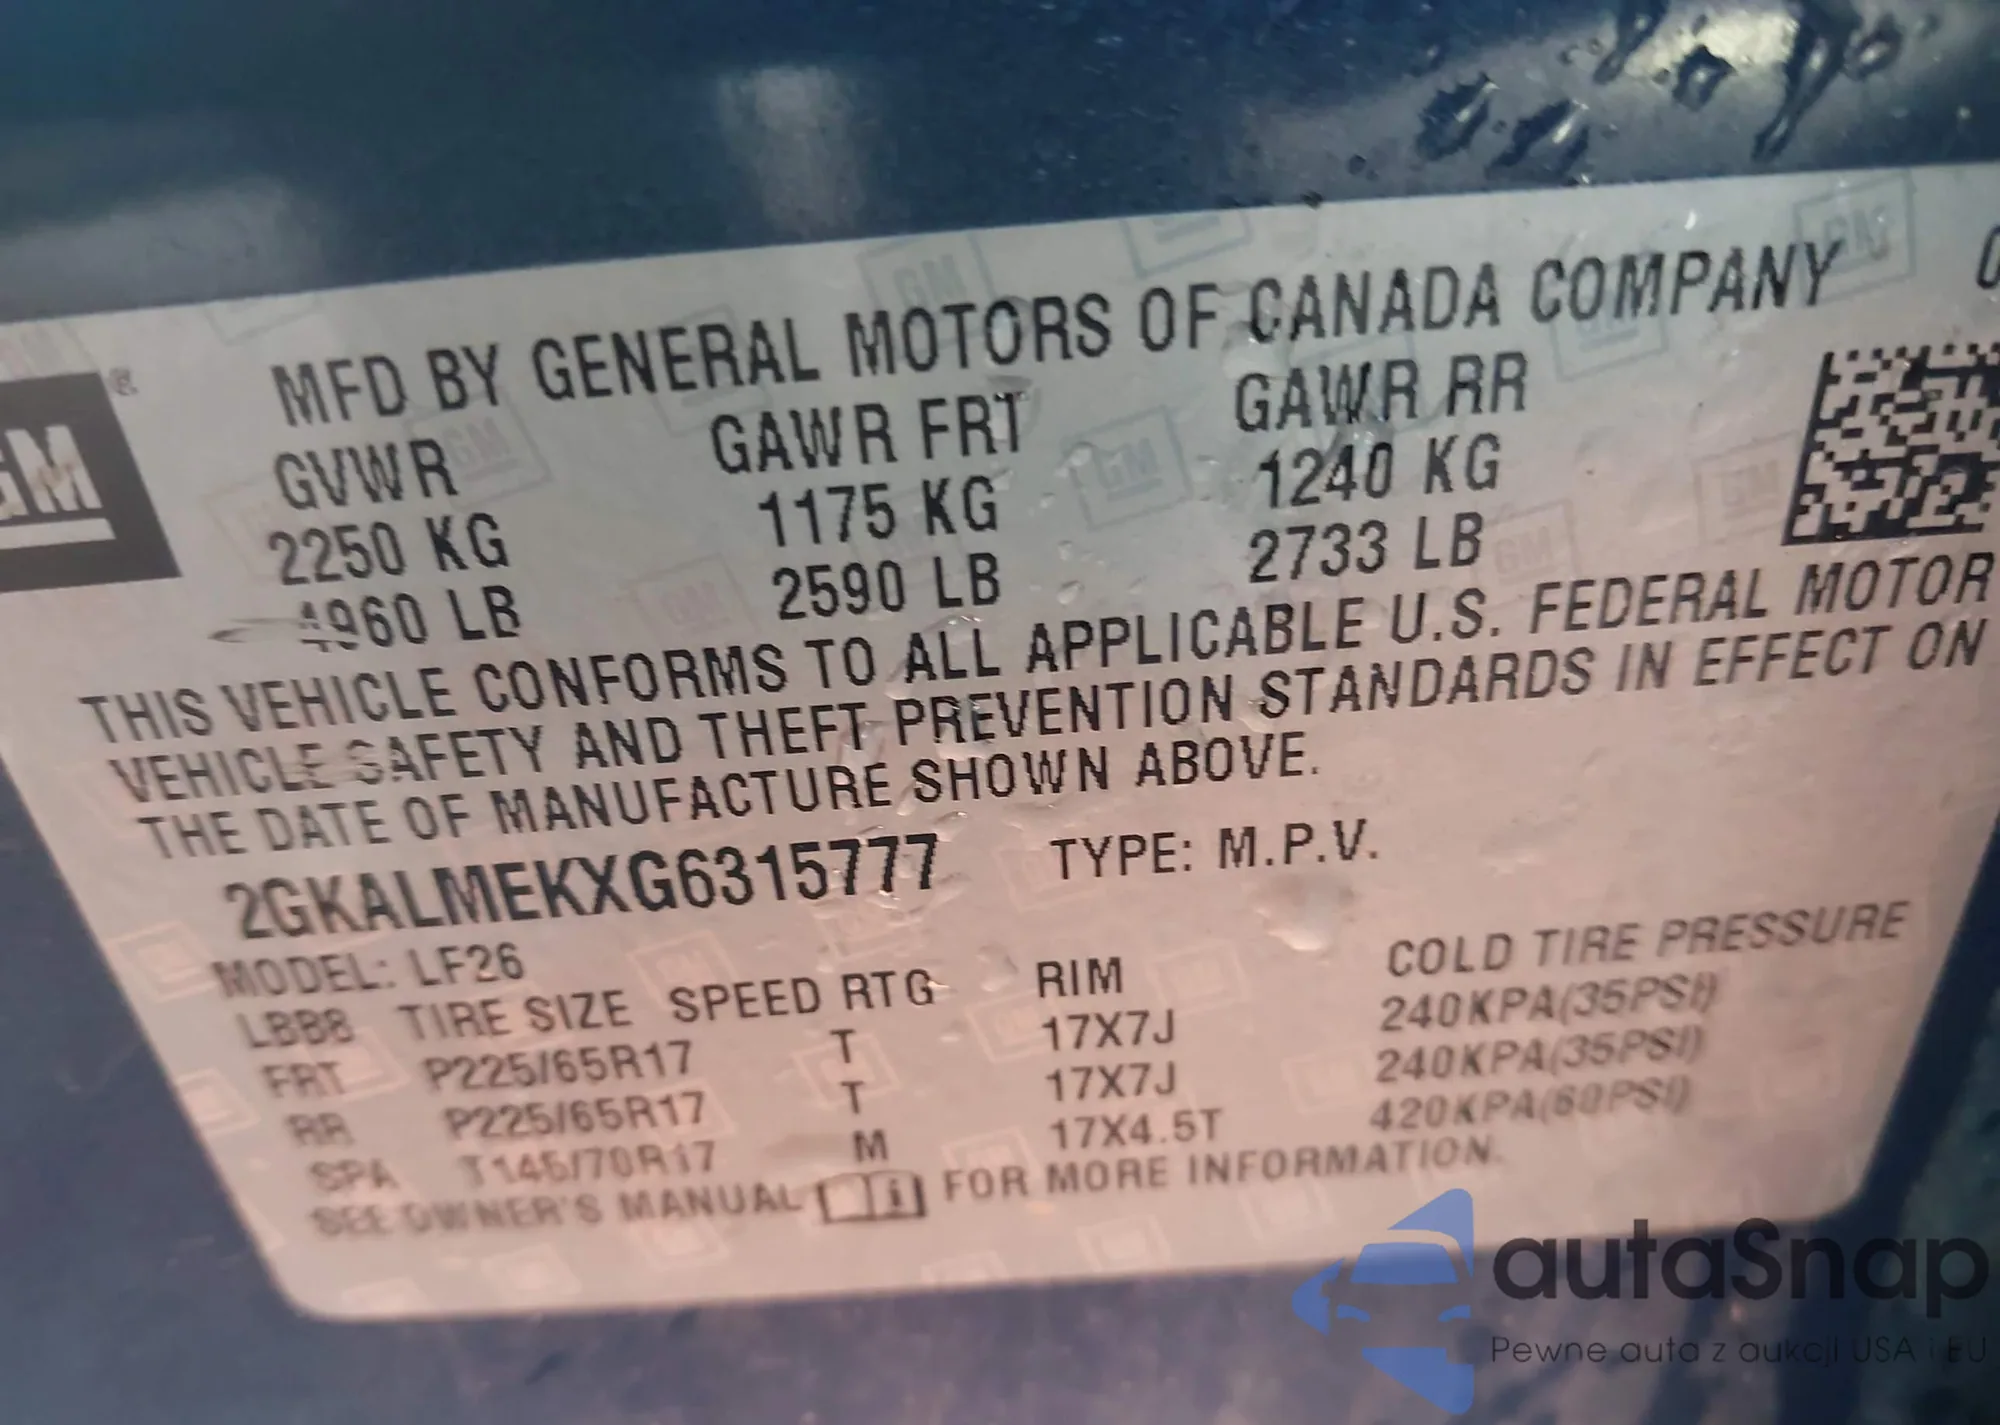 MFD BY GENERAL MOTORS OF CANADA COMPANY 0
GM ®
GVWR GAWR FRT GAWR RR
2250 KG 1175 KG 1240 KG
4960 LB 2590 LB 2733 LB
THIS VEHICLE CONFORMS TO ALL APPLICABLE U.S. FEDERAL MOTOR
VEHICLE SAFETY AND THEFT PREVENTION STANDARDS IN EFFECT ON
THE DATE OF MANUFACTURE SHOWN ABOVE.
2GKALMEKXG6315777 TYPE: M.P.V.
MODEL: LF26
LBBB TIRE SIZE SPEED RTG RIM COLD TIRE PRESSURE
FRT P225/65R17 T 17X7J 240KPA(35PSI)
RR P225/65R17 T 17X7J 240KPA(35PSI)
SPA T145/70R17 M 17X4.5T 420KPA(60PSI)
SEE OWNER'S MANUAL FOR MORE INFORMATION.
autaSnap
Pewne auta z aukcji USA i EU